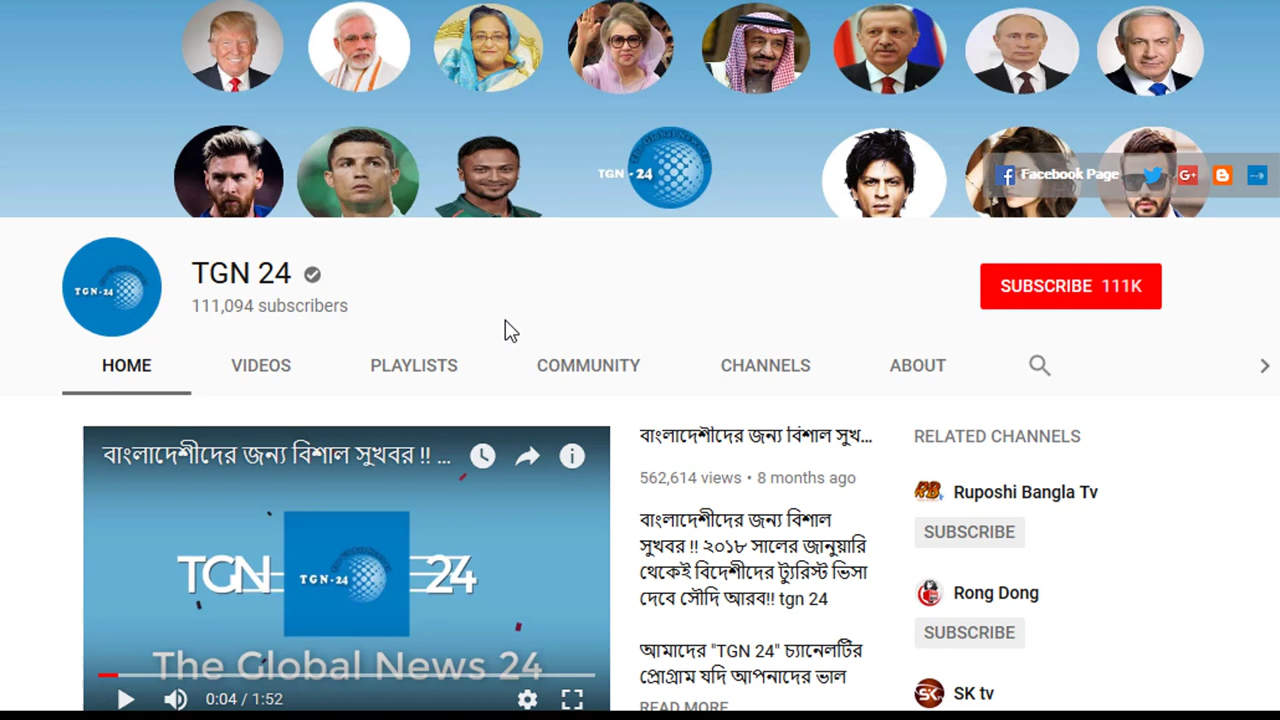 TGN - 24
Facebook Page
TGN-24
TGN 24
111,094 subscribers
SUBSCRIBE 111K
HOME
VIDEOS
PLAYLISTS
COMMUNITY
CHANNELS
ABOUT
বাংলাদেশীদের জন্য বিশাল সুখবর !! ...
TGN
TGN-24
24
The Global News 24
0:04 / 1:52
বাংলাদেশীদের জন্য বিশাল সুখ...
562,614 views • 8 months ago
বাংলাদেশীদের জন্য বিশাল
সুখবর !! ২০১৮ সালের জানুয়ারি
থেকেই বিদেশীদের ট্যুরিস্ট ভিসা
দেবে সৌদি আরব!! tgn 24
আমাদের "TGN 24" চ্যানেলটির
প্রোগ্রাম যদি আপনাদের ভাল
READ MORE
RELATED CHANNELS
Ruposhi Bangla Tv
SUBSCRIBE
Rong Dong
SUBSCRIBE
SK tv